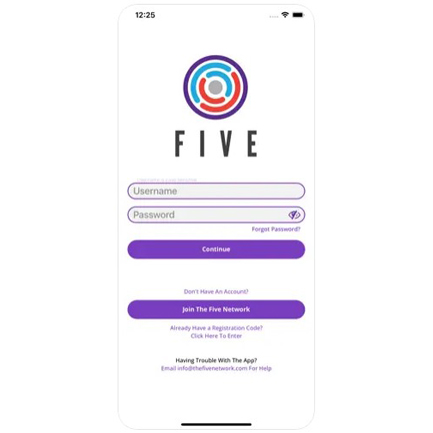 12:25
FIVE
Username
Password
Forgot Password?
Continue
Don't Have An Account?
Join The Five Network
Already Have a Registration Code?
Click Here To Enter
Having Trouble With The App?
Email info@thefivenetwork.com For Help